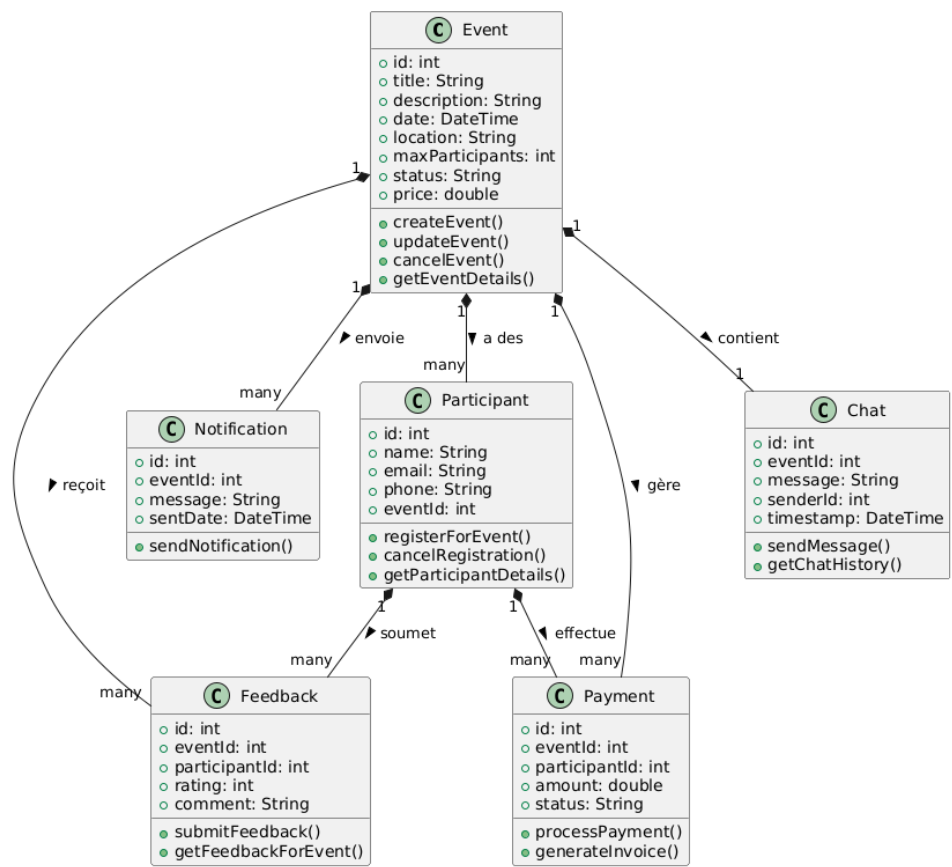 C Event
id: int
title: String
description: String
date: DateTime
location: String
maxParticipants: int
status: String
price: double
createEvent()
updateEvent()
cancelEvent()
getEventDetails()
1
1
1
1
1
envoie
a des
contient
many
many
1
C Notification
id: int
eventId: int
message: String
sentDate: DateTime
sendNotification()
C Participant
id: int
name: String
email: String
phone: String
eventId: int
registerForEvent()
cancelRegistration()
getParticipantDetails()
C Chat
id: int
eventId: int
message: String
senderId: int
timestamp: DateTime
sendMessage()
getChatHistory()
reçoit
gère
1
1
soumet
effectue
many
many
many
many
C Feedback
id: int
eventId: int
participantId: int
rating: int
comment: String
submitFeedback()
getFeedbackForEvent()
C Payment
id: int
eventId: int
participantId: int
amount: double
status: String
processPayment()
generateInvoice()